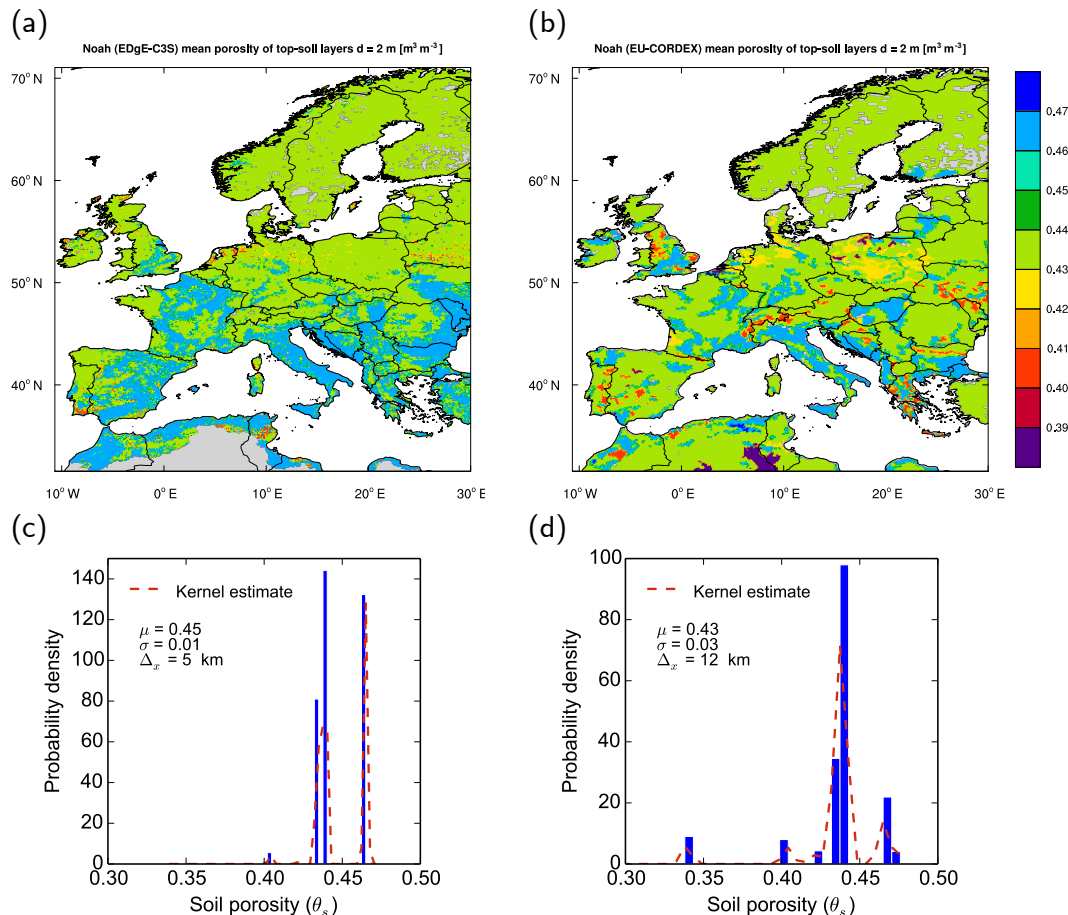 (a)
(b)
Noah (EDgE-C3S) mean porosity of top-soil layers d = 2 m [m³ m⁻³]
Noah (EU-CORDEX) mean porosity of top-soil layers d = 2 m [m³ m⁻³]
70° N
60° N
50° N
40° N
10° W
0° E
10° E
20° E
30° E
70° N
60° N
50° N
40° N
10° W
0° E
10° E
20° E
30° E
0.47
0.46
0.45
0.44
0.43
0.42
0.41
0.40
0.39
(c)
(d)
140
120
100
80
60
40
20
0
Probability density
Kernel estimate
μ = 0.45
σ = 0.01
Δₓ = 5 km
0.30
0.35
0.40
0.45
0.50
Soil porosity (θₛ)
100
80
60
40
20
0
Probability density
Kernel estimate
μ = 0.43
σ = 0.03
Δₓ = 12 km
0.30
0.35
0.40
0.45
0.50
Soil porosity (θₛ)